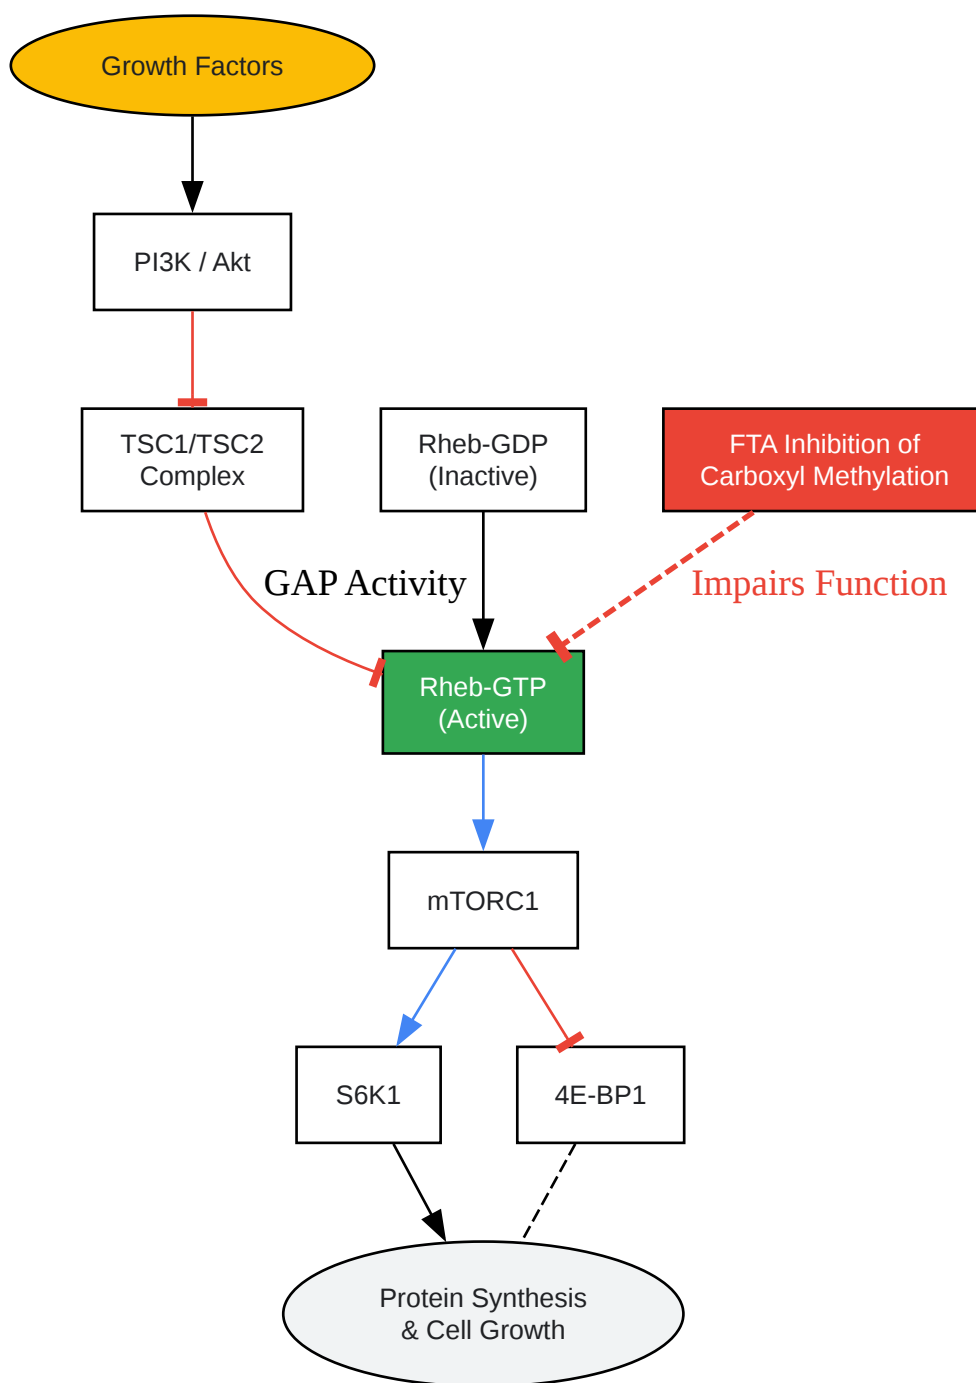 Growth Factors
PI3K / Akt
TSC1/TSC2
Complex
Rheb-GDP
(Inactive)
FTA Inhibition of
Carboxyl Methylation
GAP Activity
Impairs Function
Rheb-GTP
(Active)
mTORC1
S6K1
4E-BP1
Protein Synthesis
& Cell Growth